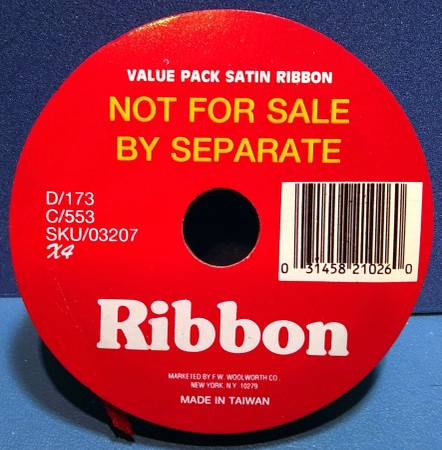 VALUE PACK SATIN RIBBON
NOT FOR SALE
BY SEPARATE
D/173
C/553
SKU/03207
X4
0 31458 21026 0
Ribbon
MARKETED BY F.W. WOOLWORTH CO.
NEW YORK. N.Y 10279
MADE IN TAIWAN